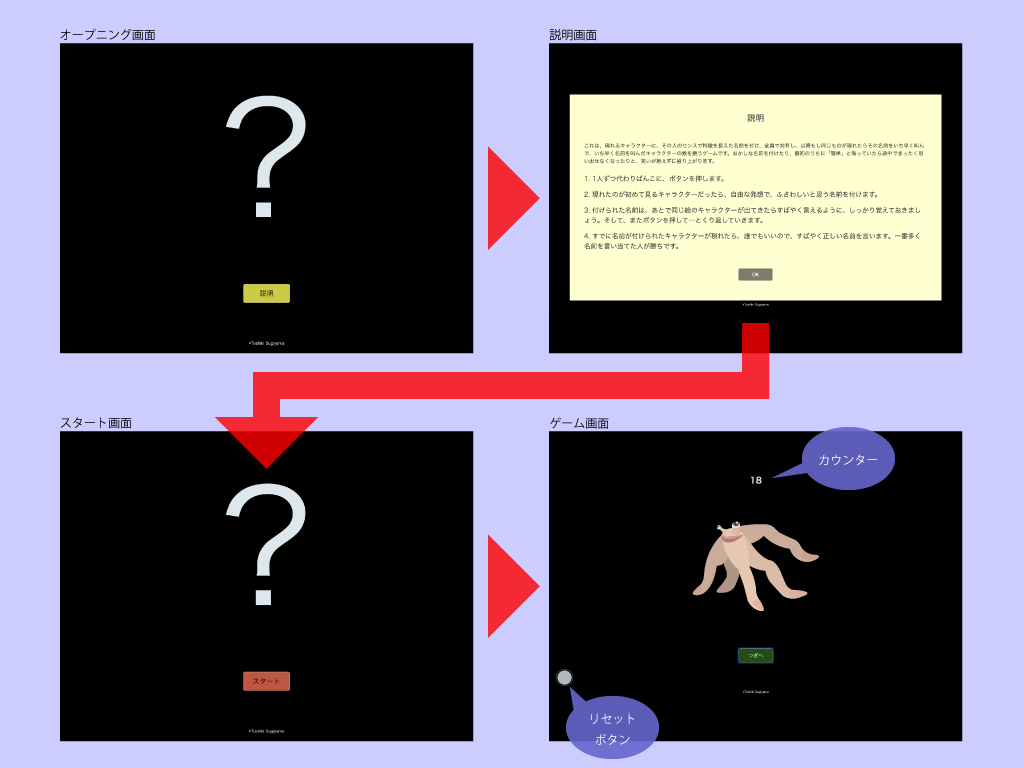 オープニング画面
?
説明
•Toshiki Sugiyama
説明画面
説明
これは、現れるキャラクターに、その人のセンスで特徴を捉えた名前を付け、全員で共有し、以降もし同じものが現れたらその名前をいち早く叫ん
で、いち早く名前を叫んだキャラクターの数を競うゲームです。おかしな名前を付けたり、最初のうちに「簡単」と侮っていたら途中でまったく思
い出せなくなったりと、笑いが絶えずに盛り上がります。
1. 1人ずつ代わりばんこに、ボタンを押します。
2. 現れたのが初めて見るキャラクターだったら、自由な発想で、ふさわしいと思う名前を付けます。
3. 付けられた名前は、あとで同じ絵のキャラクターが出てきたらすばやく言えるように、しっかり覚えておきまし
ょう。そして、またボタンを押して…とくり返していきます。
4. すでに名前が付けられたキャラクターが現れたら、誰でもいいので、すばやく正しい名前を言います。一番多く
名前を言い当てた人が勝ちです。
OK
•Toshiki Sugiyama
スタート画面
?
スタート
•Toshiki Sugiyama
ゲーム画面
カウンター
18
つぎへ
•Toshiki Sugiyama
リセット
ボタン